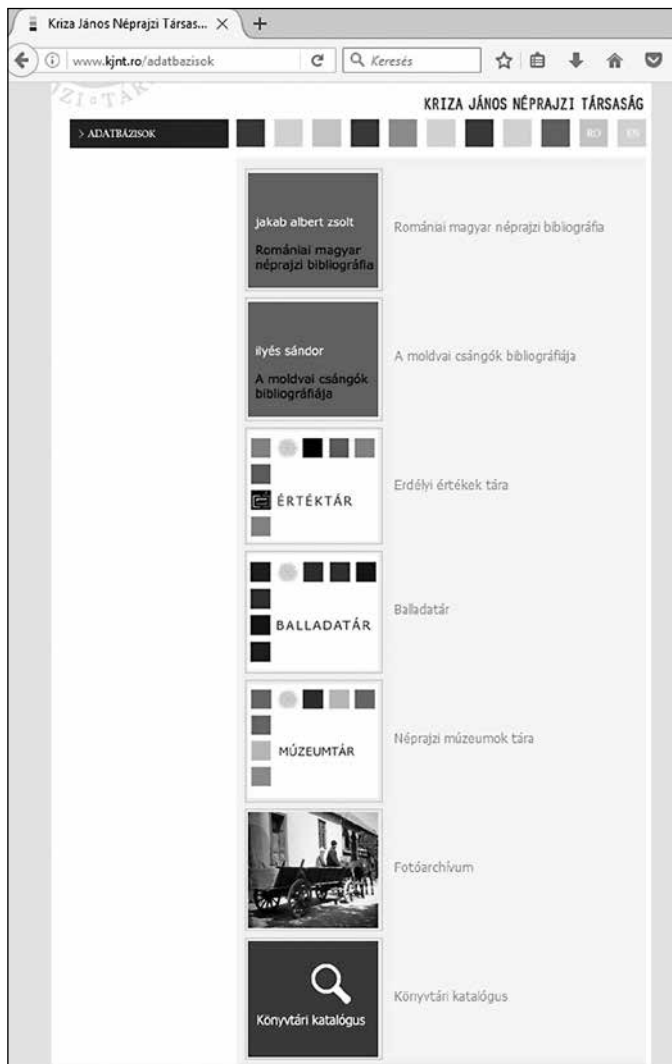 Kriza János Néprajzi Társas...
www.kjnt.ro/adatbazisok
Keresés
ZI TÁR
KRIZA JÁNOS NÉPRAJZI TÁRSASÁG
> ADATBÁZISOK
RO
EN
jakab albert zsolt
Romániai magyar
néprajzi bibliográfia
Romániai magyar néprajzi bibliográfia
ilyés sándor
A moldvai csángók
bibliográfiája
A moldvai csángók bibliográfiája
ÉRTÉKTÁR
Erdélyi értékek tára
BALLADATÁR
Balladatár
MÚZEUMTÁR
Néprajzi múzeumok tára
Fotóarchívum
Könyvtári katalógus
Könyvtári katalógus